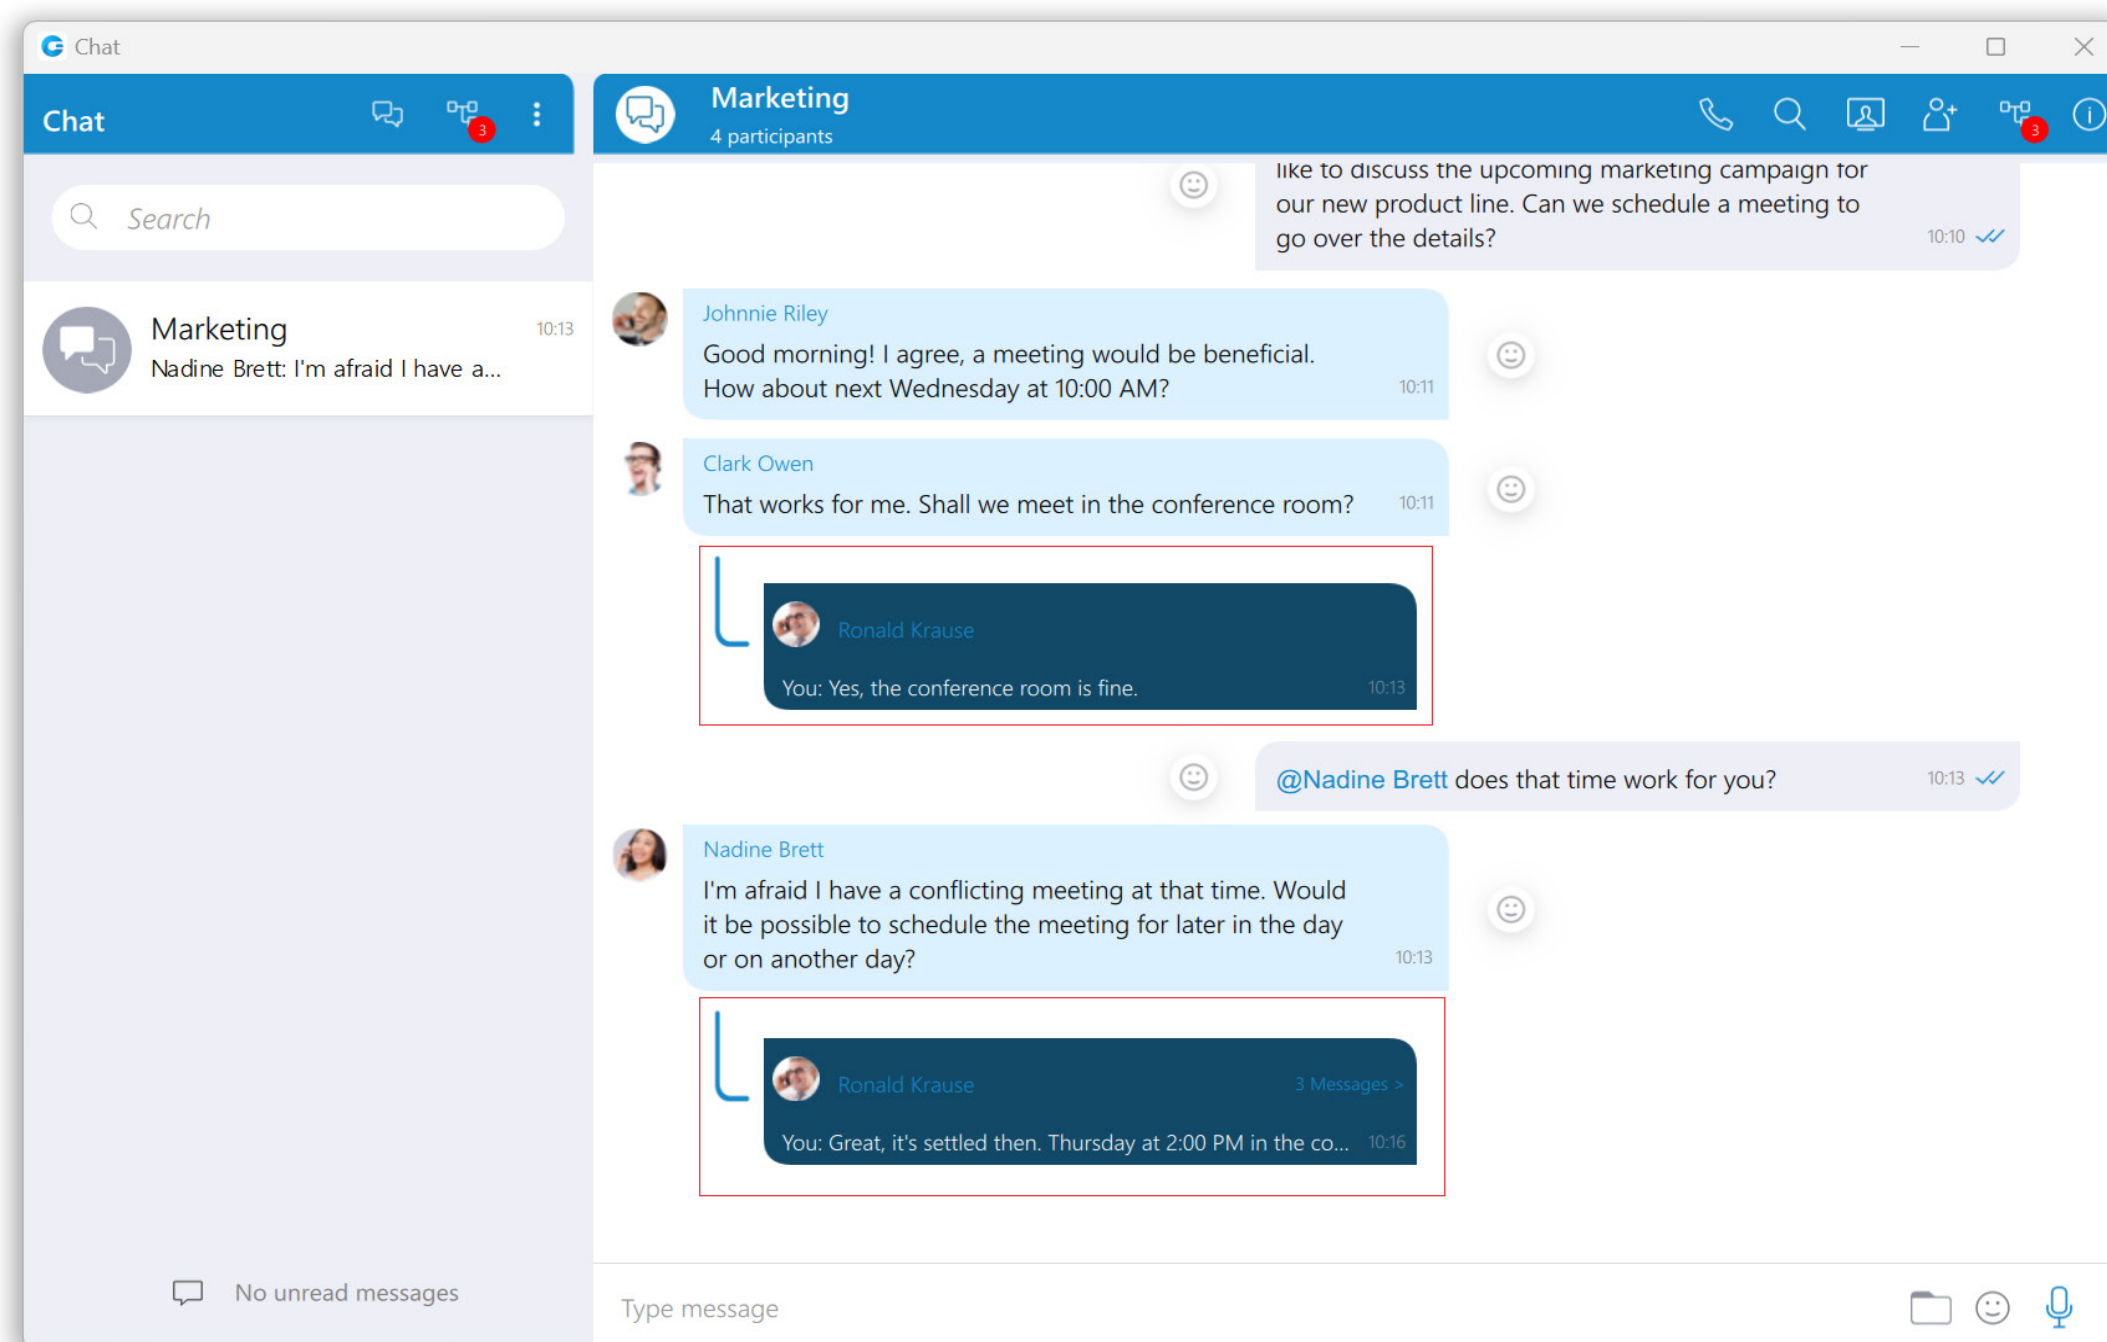 Chat
Chat
3
Search
Marketing
10:13
Nadine Brett: I'm afraid I have a...
No unread messages
Marketing
4 participants
3
like to discuss the upcoming marketing campaign for
our new product line. Can we schedule a meeting to
go over the details?
10:10
Johnnie Riley
Good morning! I agree, a meeting would be beneficial.
How about next Wednesday at 10:00 AM?
10:11
Clark Owen
That works for me. Shall we meet in the conference room?
10:11
Ronald Krause
You: Yes, the conference room is fine.
10:13
@Nadine Brett does that time work for you?
10:13
Nadine Brett
I'm afraid I have a conflicting meeting at that time. Would
it be possible to schedule the meeting for later in the day
or on another day?
10:13
Ronald Krause
3 Messages >
You: Great, it's settled then. Thursday at 2:00 PM in the co...
10:16
Type message